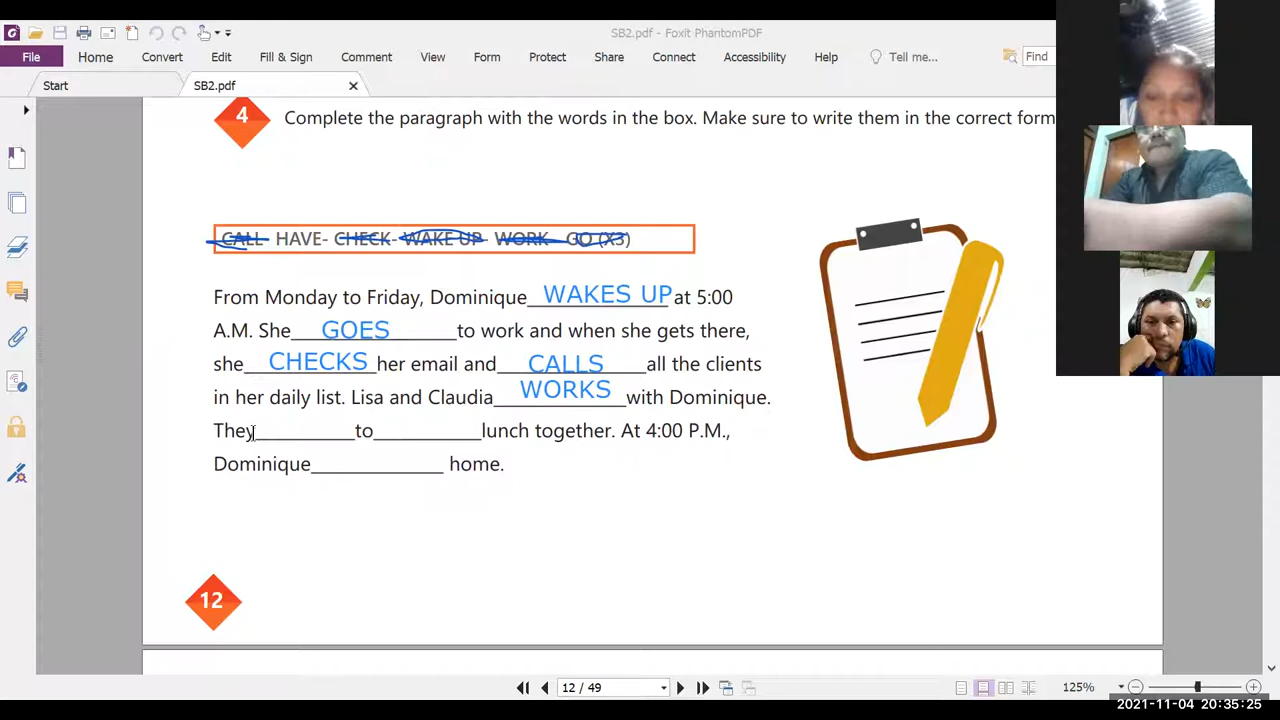 SB2.pdf - Foxit PhantomPDF
File Home Convert Edit Fill & Sign Comment View Form Protect Share Connect Accessibility Help Tell me... Find
Start SB2.pdf
4 Complete the paragraph with the words in the box. Make sure to write them in the correct form
CALL- HAVE- CHECK- WAKE UP- WORK- GO (X3)
From Monday to Friday, Dominique WAKES UP at 5:00
A.M. She GOES to work and when she gets there,
she CHECKS her email and CALLS all the clients
in her daily list. Lisa and Claudia WORKS with Dominique.
They___________to____________lunch together. At 4:00 P.M.,
Dominique______________ home.
12
12 / 49 125%
2021-11-04 20:35:25